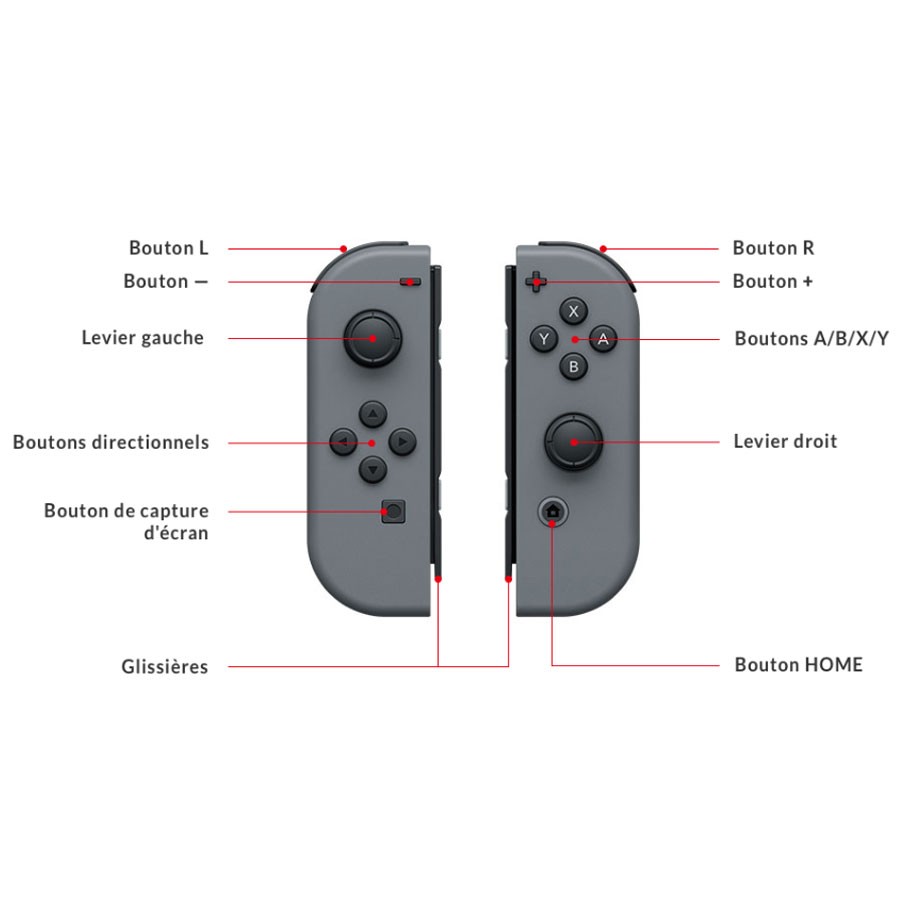 Bouton L
Bouton −
Levier gauche
Boutons directionnels
Bouton de capture
d'écran
Glissières
Bouton R
Bouton +
X
Y
A
B
Boutons A/B/X/Y
Levier droit
Bouton HOME